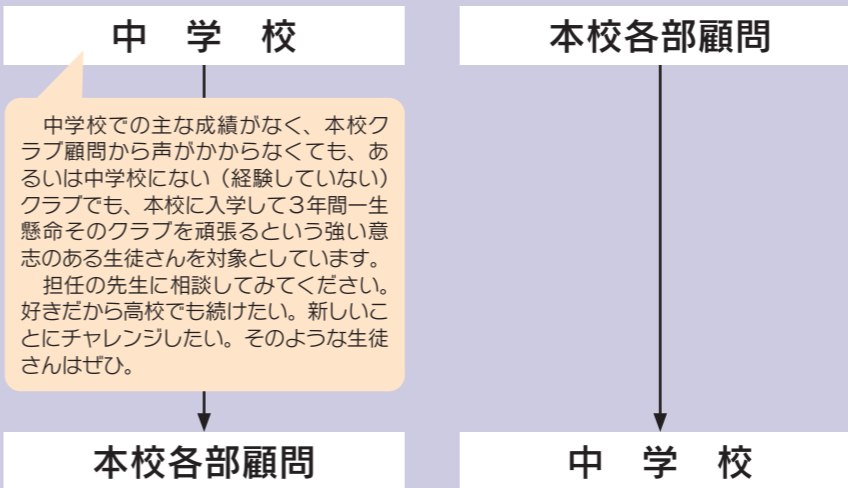 中　学　校
本校各部顧問
　中学校での主な成績がなく、本校ク
ラブ顧問から声がかからなくても、あ
るいは中学校にない（経験していない）
クラブでも、本校に入学して３年間一生
懸命そのクラブを頑張るという強い意
志のある生徒さんを対象としています。
　担任の先生に相談してみてください。
好きだから高校でも続けたい。新しいこ
とにチャレンジしたい。そのような生徒
さんはぜひ。
本校各部顧問
中　学　校